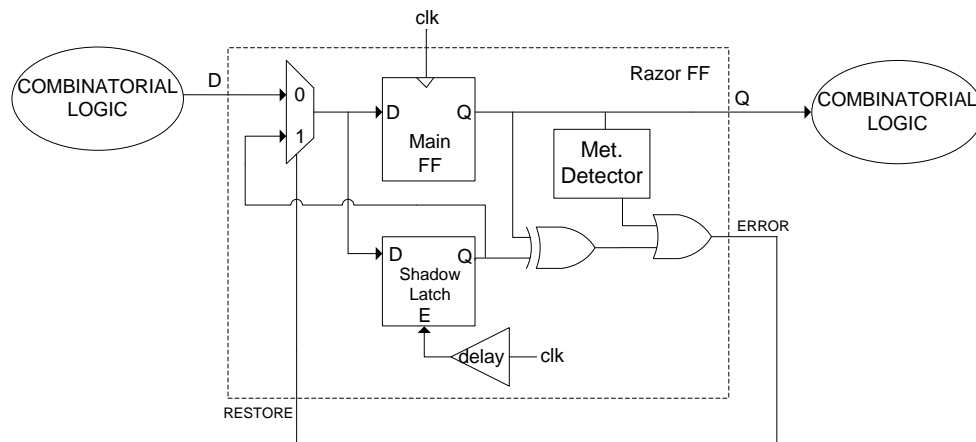 clk
COMBINATORIAL
LOGIC
D
0
1
D
Q
Main
FF
Razor FF
Q
COMBINATORIAL
LOGIC
Met.
Detector
ERROR
D
Q
Shadow
Latch
E
delay
clk
RESTORE